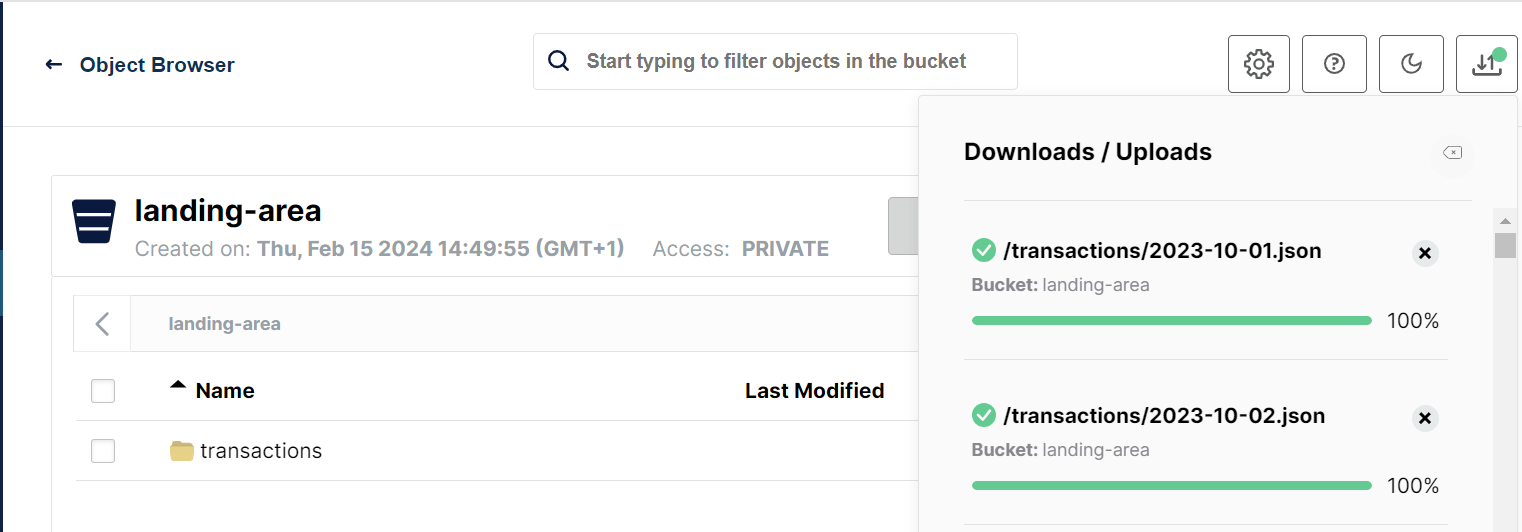 Object Browser
Start typing to filter objects in the bucket
landing-area
Created on: Thu, Feb 15 2024 14:49:55 (GMT+1) Access: PRIVATE
landing-area
Name Last Modified
transactions
Downloads / Uploads
/transactions/2023-10-01.json
Bucket: landing-area
100%
/transactions/2023-10-02.json
Bucket: landing-area
100%